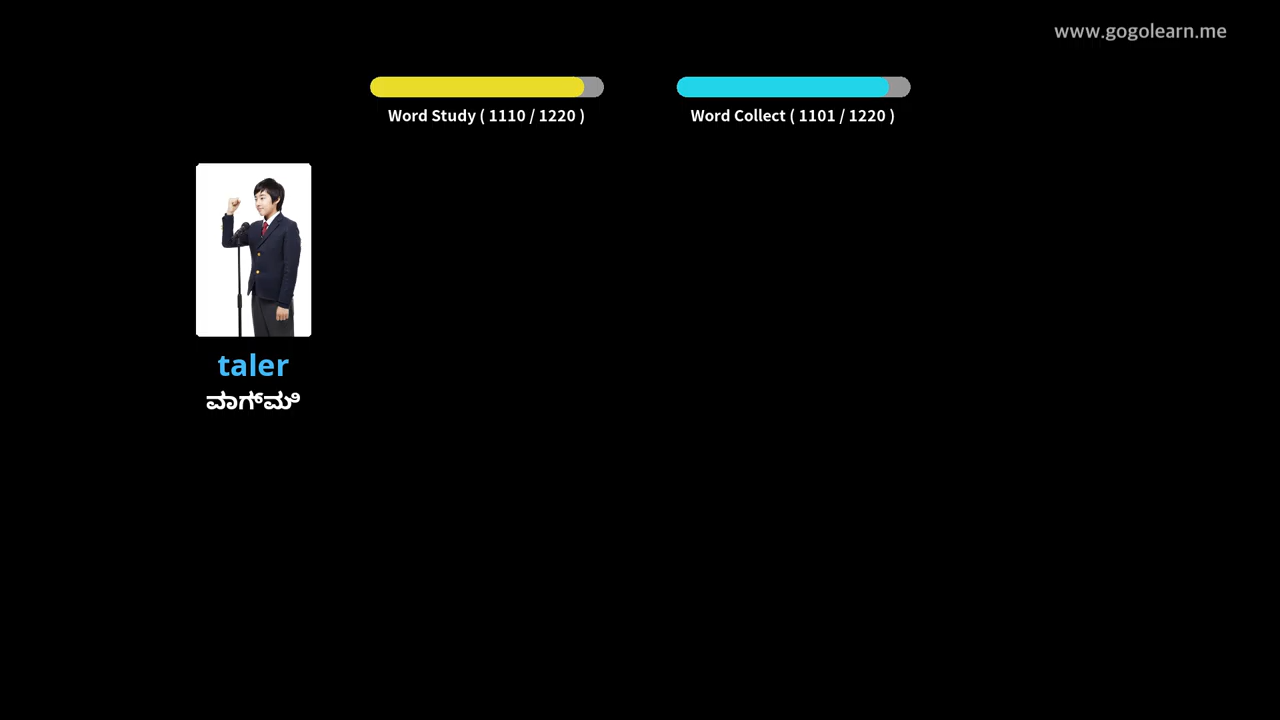 www.gogolearn.me
Word Study ( 1110 / 1220 )
Word Collect ( 1101 / 1220 )
taler
ವಾಗ್ಮಿ